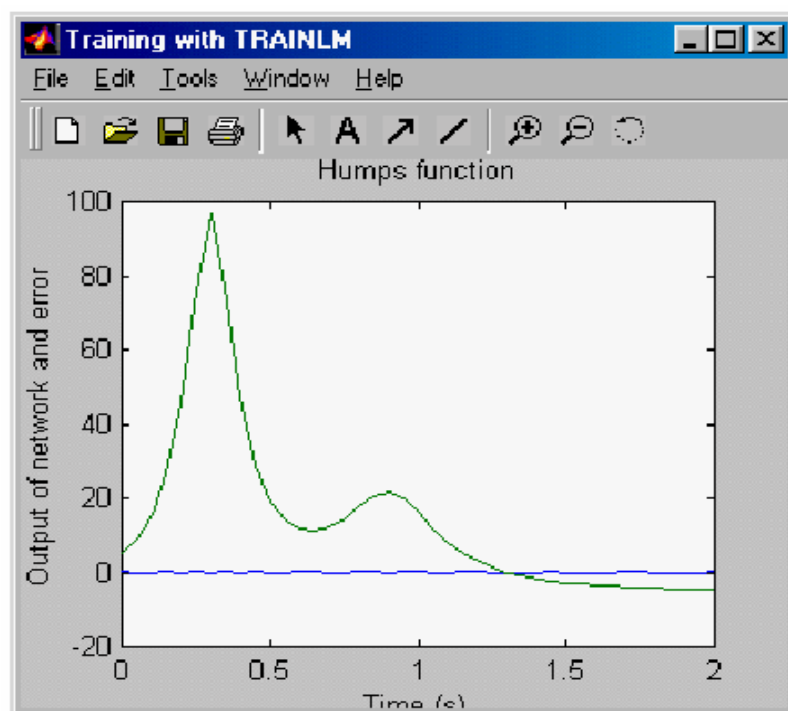 Training with TRAINLM
File Edit Tools Window Help
A
Humps function
Output of network and error
100
80
60
40
20
0
-20
0 0.5 1 1.5 2
Time (s)